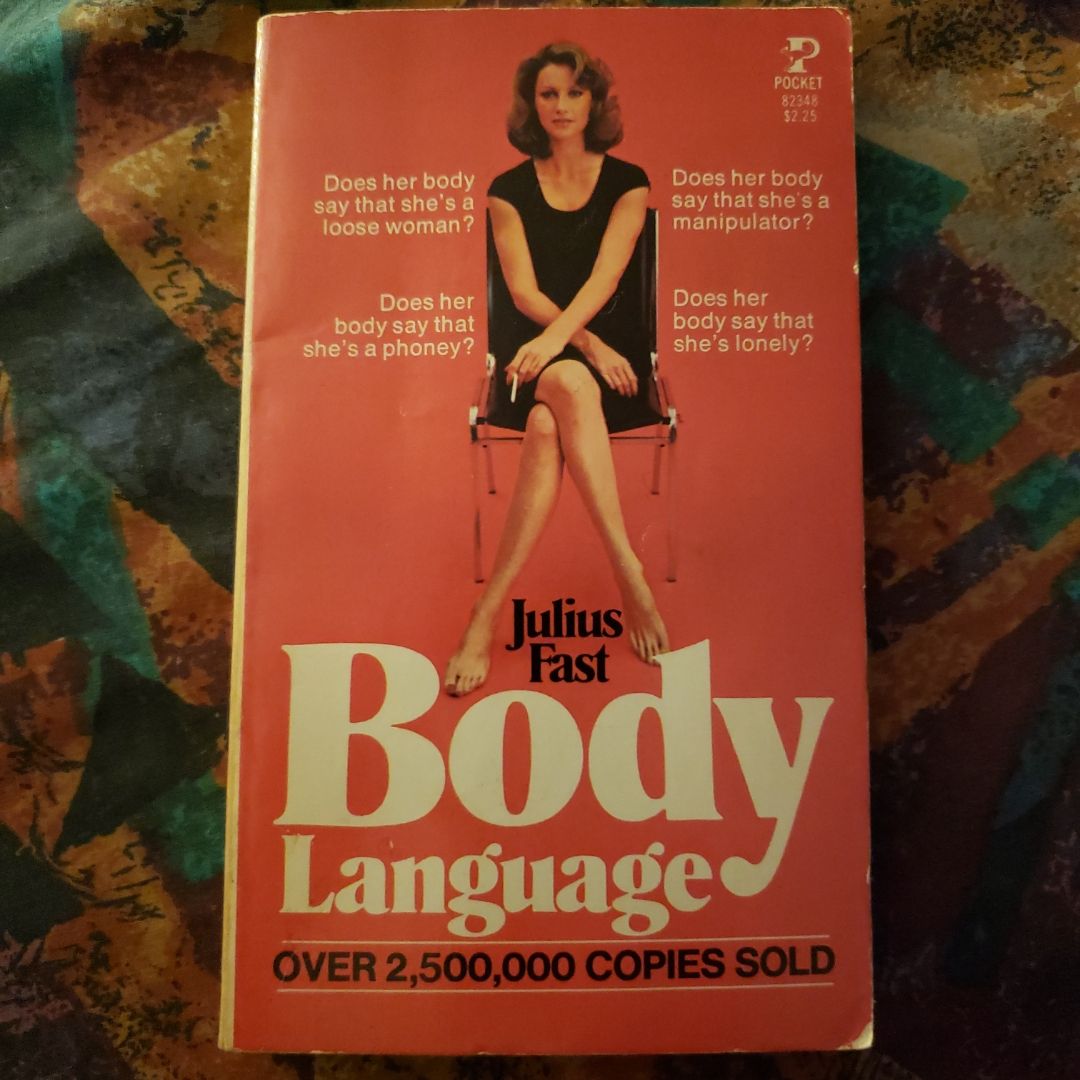 POCKET
82348
$2.25
Does her body
say that she's a
loose woman?
Does her body
say that she's a
manipulator?
Does her
body say that
she's a phoney?
Does her
body say that
she's lonely?
Julius
Fast
Body
Language
OVER 2,500,000 COPIES SOLD